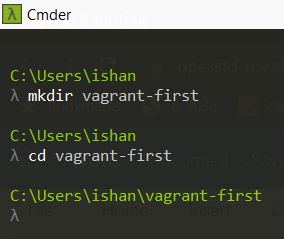 λ Cmder
C:\Users\ishan
λ mkdir vagrant-first
C:\Users\ishan
λ cd vagrant-first
C:\Users\ishan\vagrant-first
λ